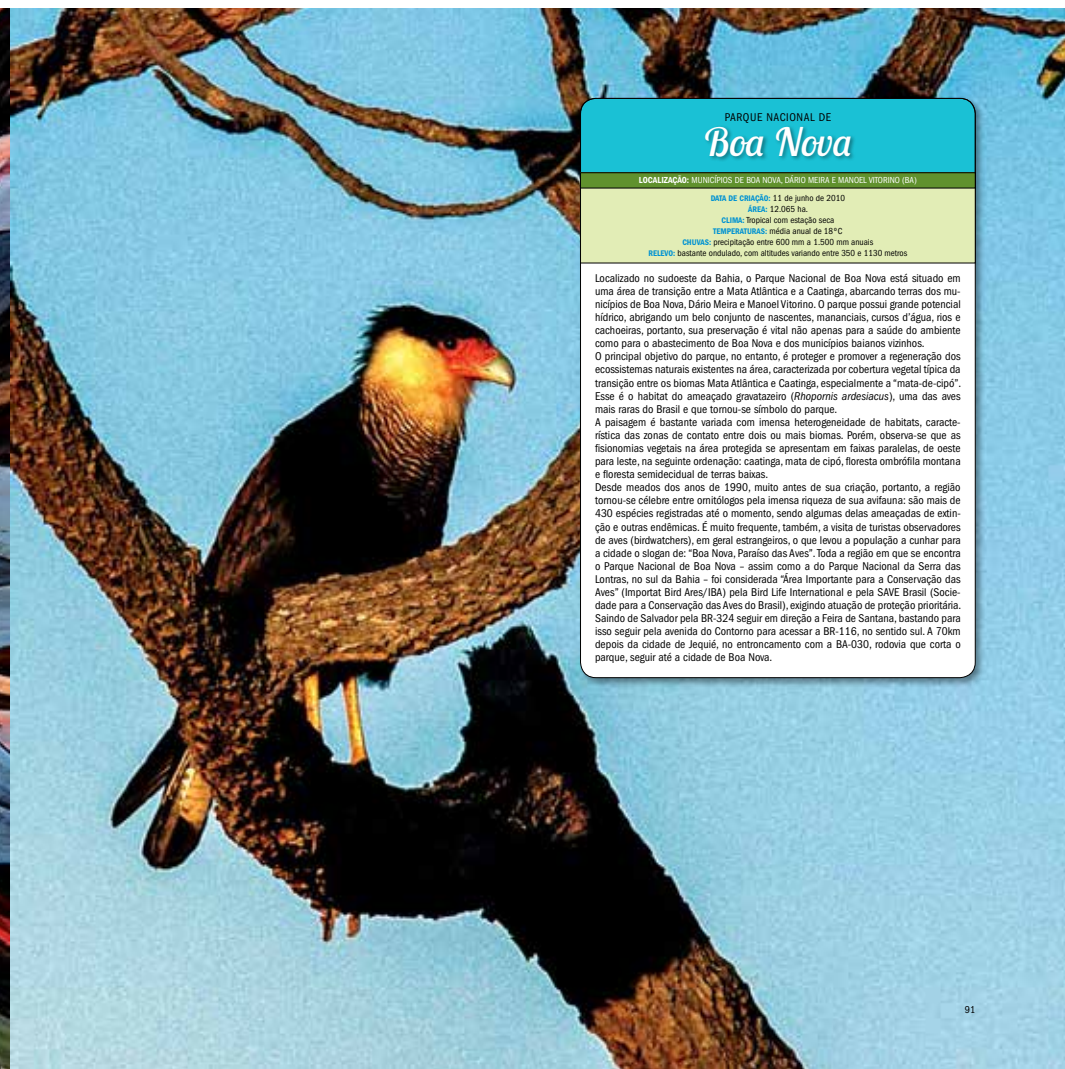 PARQUE NACIONAL DE
Boa Nova
LOCALIZAÇÃO: MUNICÍPIOS DE BOA NOVA, DÁRIO MEIRA E MANOEL VITORINO (BA)
DATA DE CRIAÇÃO: 11 de junho de 2010
ÁREA: 12.065 ha.
CLIMA: Tropical com estação seca
TEMPERATURAS: média anual de 18°C
CHUVAS: precipitação entre 600 mm a 1.500 mm anuais
RELEVO: bastante ondulado, com altitudes variando entre 350 e 1130 metros
Localizado no sudoeste da Bahia, o Parque Nacional de Boa Nova está situado em
uma área de transição entre a Mata Atlântica e a Caatinga, abarcando terras dos mu-
nicípios de Boa Nova, Dário Meira e Manoel Vitorino. O parque possui grande potencial
hídrico, abrigando um belo conjunto de nascentes, mananciais, cursos d'água, rios e
cachoeiras, portanto, sua preservação é vital não apenas para a saúde do ambiente
como para o abastecimento de Boa Nova e dos municípios baianos vizinhos.
O principal objetivo do parque, no entanto, é proteger e promover a regeneração dos
ecossistemas naturais existentes na área, caracterizada por cobertura vegetal típica da
transição entre os biomas Mata Atlântica e Caatinga, especialmente a "mata-de-cipó".
Esse é o habitat do ameaçado gravatazeiro (Rhopornis ardesiacus), uma das aves
mais raras do Brasil e que tornou-se símbolo do parque.
A paisagem é bastante variada com imensa heterogeneidade de habitats, caracte-
rística das zonas de contato entre dois ou mais biomas. Porém, observa-se que as
fisionomias vegetais na área protegida se apresentam em faixas paralelas, de oeste
para leste, na seguinte ordenação: caatinga, mata de cipó, floresta ombrófila montana
e floresta semidecidual de terras baixas.
Desde meados dos anos de 1990, muito antes de sua criação, portanto, a região
tornou-se célebre entre ornitólogos pela imensa riqueza de sua avifauna: são mais de
430 espécies registradas até o momento, sendo algumas delas ameaçadas de extin-
ção e outras endêmicas. É muito frequente, também, a visita de turistas observadores
de aves (birdwatchers), em geral estrangeiros, o que levou a população a cunhar para
a cidade o slogan de: "Boa Nova, Paraíso das Aves". Toda a região em que se encontra
o Parque Nacional de Boa Nova – assim como a do Parque Nacional da Serra das
Lontras, no sul da Bahia – foi considerada "Área Importante para a Conservação das
Aves" (Importat Bird Ares/IBA) pela Bird Life International e pela SAVE Brasil (Socie-
dade para a Conservação das Aves do Brasil), exigindo atuação de proteção prioritária.
Saindo de Salvador pela BR-324 seguir em direção a Feira de Santana, bastando para
isso seguir pela avenida do Contorno para acessar a BR-116, no sentido sul. A 70km
depois da cidade de Jequié, no entroncamento com a BA-030, rodovia que corta o
parque, seguir até a cidade de Boa Nova.
91